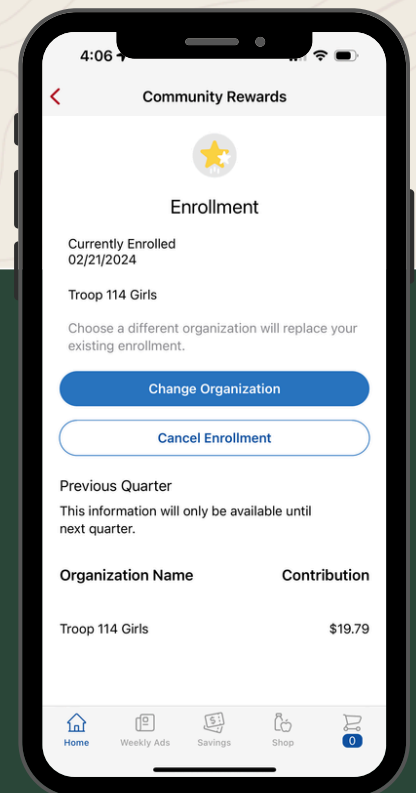 4:06
Community Rewards
Enrollment
Currently Enrolled
02/21/2024
Troop 114 Girls
Choose a different organization will replace your
existing enrollment.
Change Organization
Cancel Enrollment
Previous Quarter
This information will only be available until
next quarter.
Organization Name Contribution
Troop 114 Girls $19.79
Home Weekly Ads Savings Shop 0